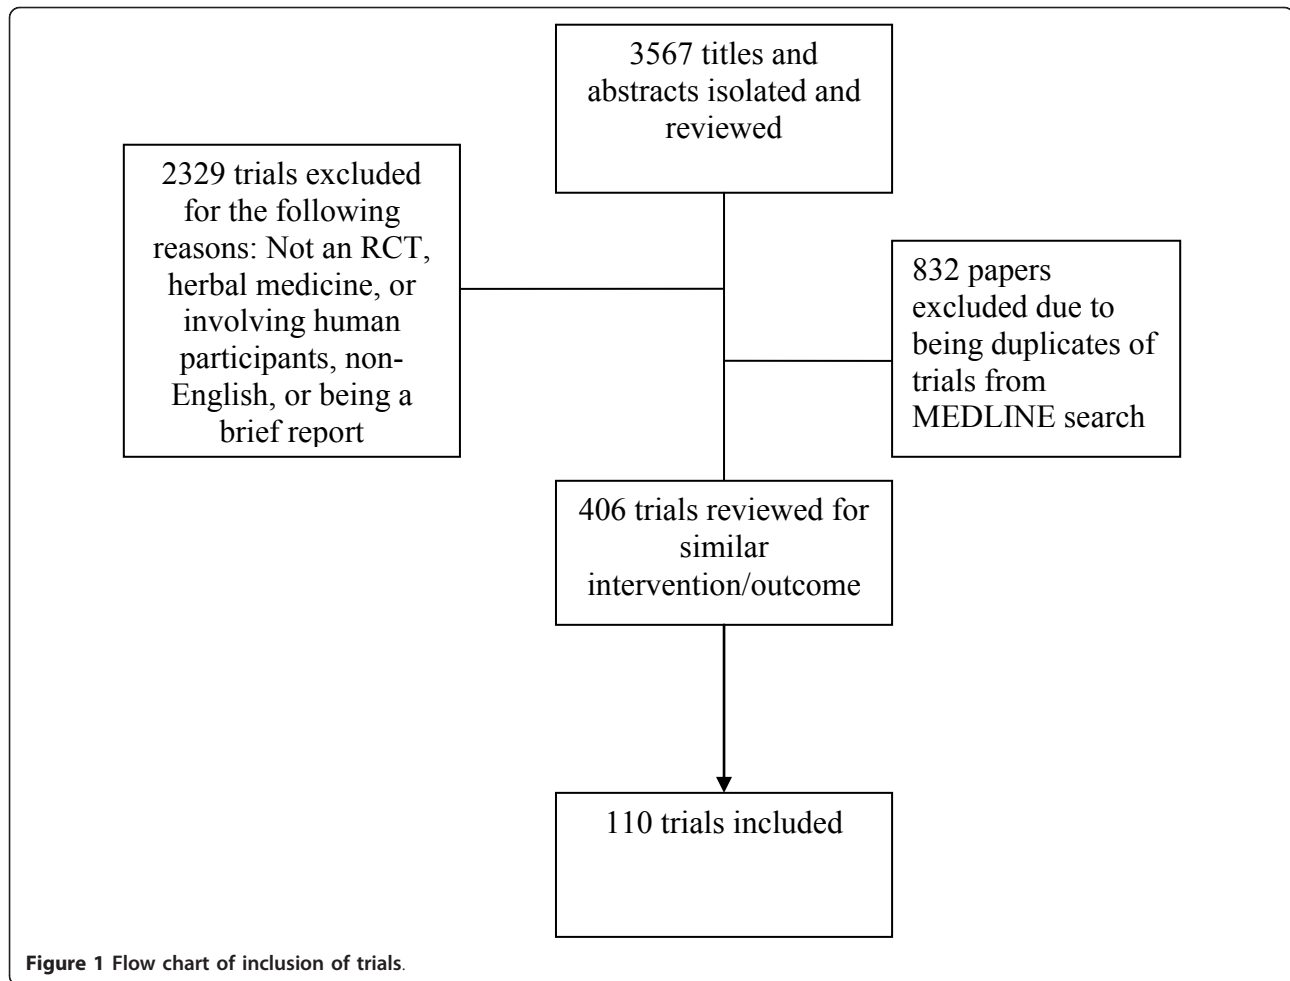 3567 titles and
abstracts isolated and
reviewed
2329 trials excluded
for the following
reasons: Not an RCT,
herbal medicine, or
involving human
participants, non-
English, or being a
brief report
832 papers
excluded due to
being duplicates of
trials from
MEDLINE search
406 trials reviewed for
similar
intervention/outcome
110 trials included
Figure 1 Flow chart of inclusion of trials.